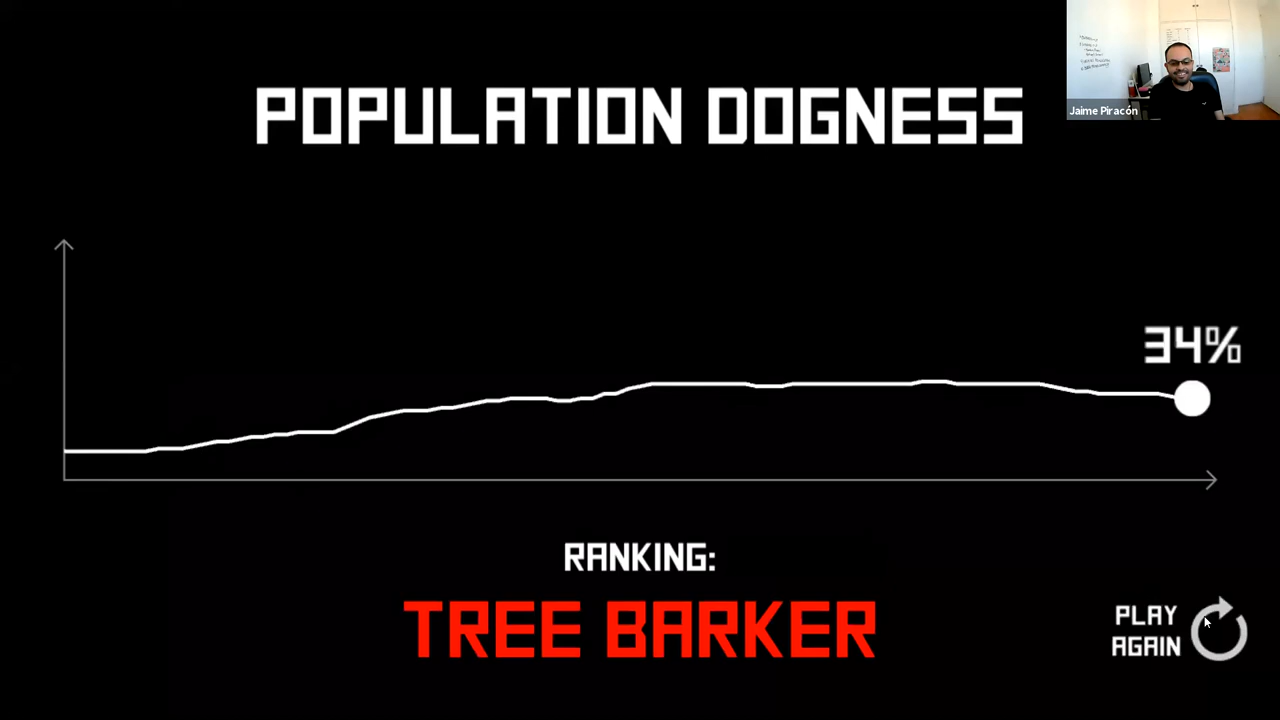 POPULATION DOGNESS
Jaime Piracón
34%
RANKING:
TREE BARKER
PLAY
AGAIN